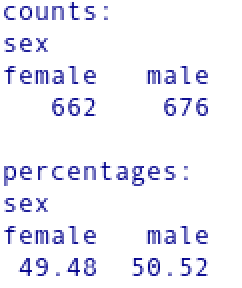 counts:
sex
female   male
   662    676

percentages:
sex
female   male
 49.48  50.52